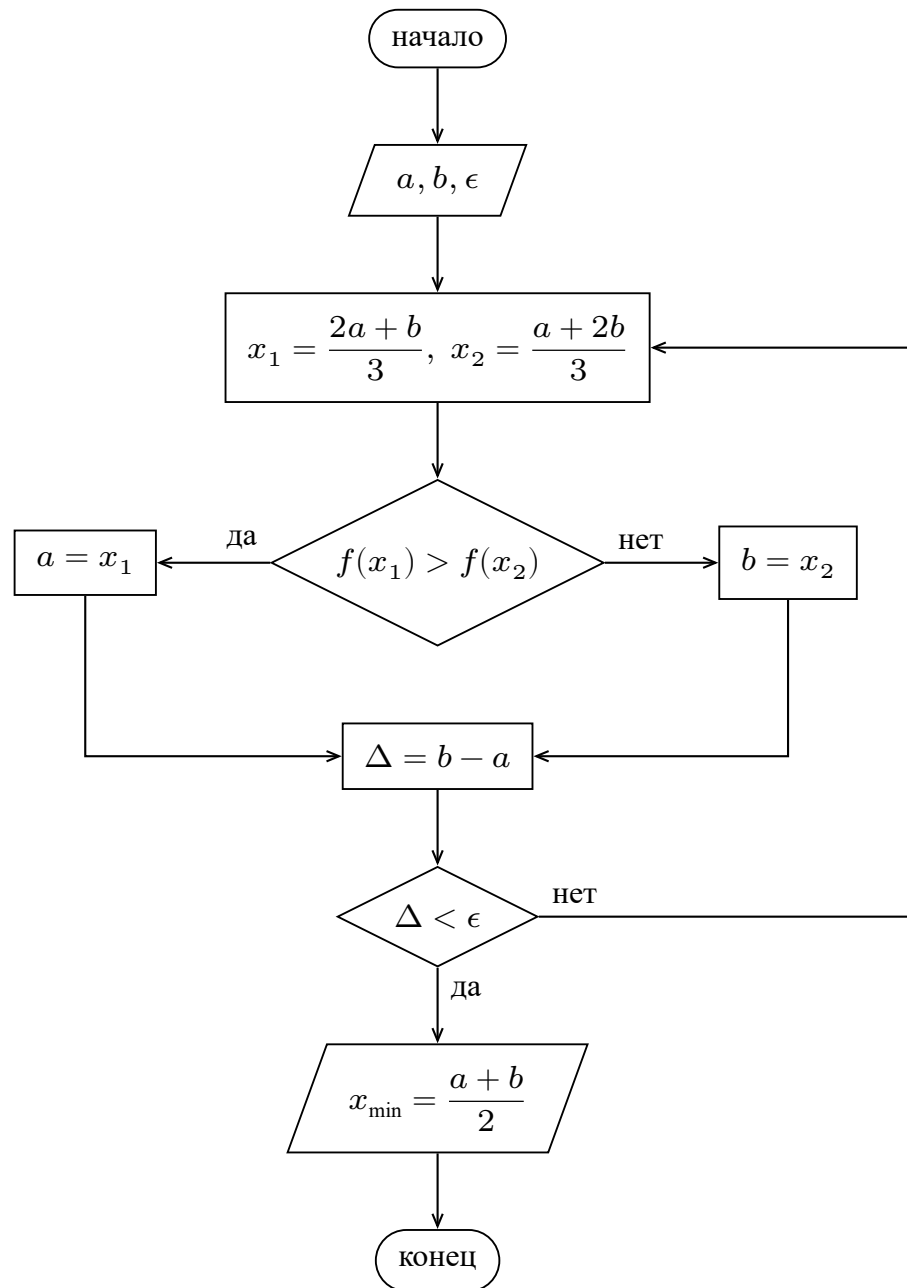 начало
a, b, ϵ
x₁ = (2a + b)/3, x₂ = (a + 2b)/3
да
нет
a = x₁
f(x₁) > f(x₂)
b = x₂
Δ = b − a
нет
Δ < ϵ
да
x_min = (a + b)/2
конец